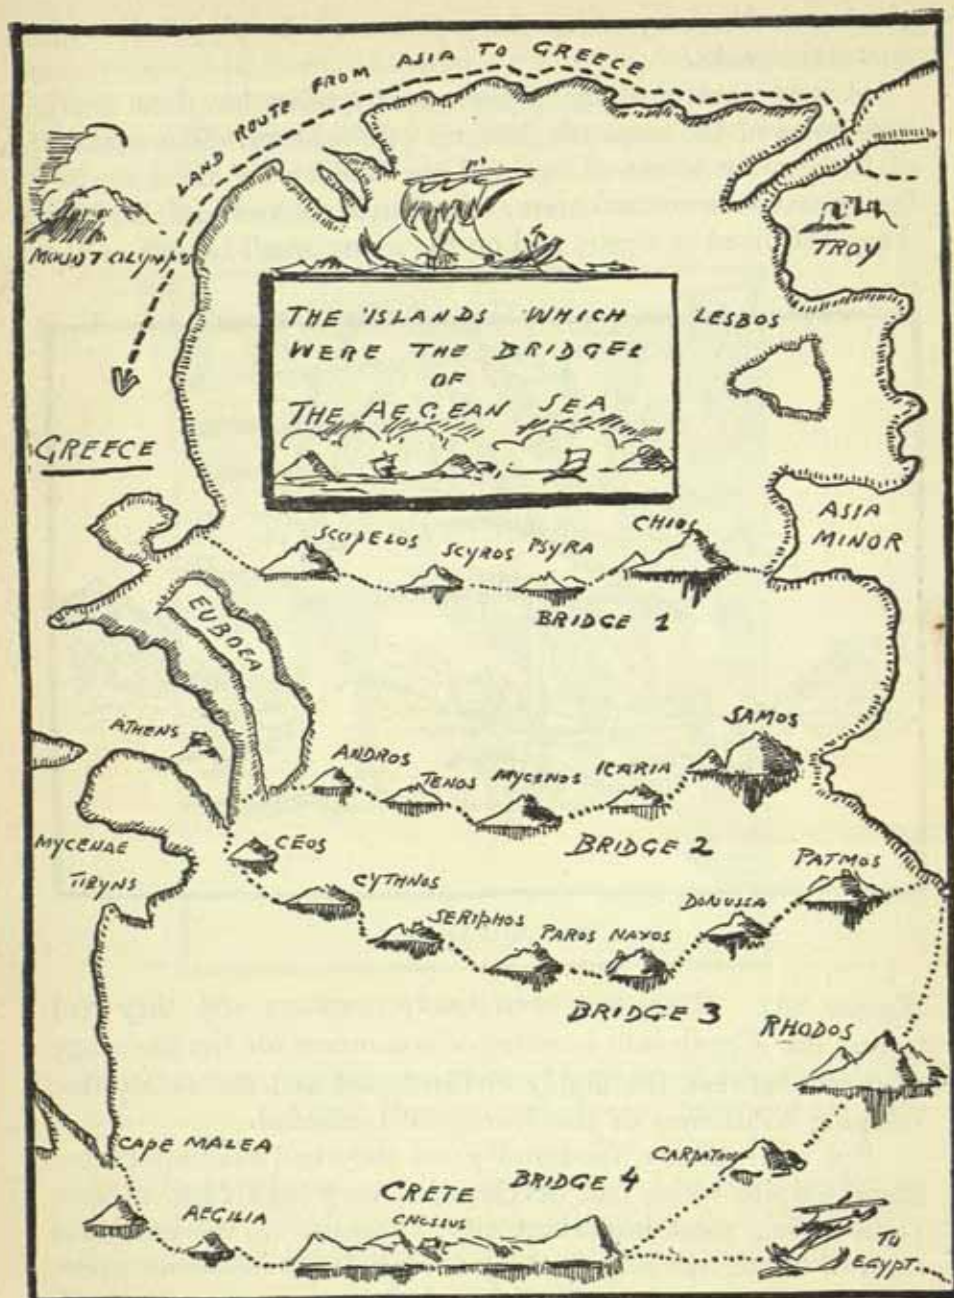 LAND ROUTE FROM ASIA TO GREECE
MOUNT OLYMPUS
TROY
THE ISLANDS WHICH
WERE THE BRIDGES
OF
THE AEGEAN SEA
LESBOS
GREECE
ASIA
MINOR
SCOPELOS
SCYROS
PSYRA
CHIOS
BRIDGE 1
EUBOEA
ATHENS
ANDROS
TENOS
MYCONOS
ICARIA
SAMOS
BRIDGE 2
MYCENAE
TIRYNS
CEOS
CYTHNOS
SERIPHOS
PAROS
NAXOS
DONUSSA
PATMOS
BRIDGE 3
RHODOS
CAPE MALEA
AEGILIA
CRETE
CNOSSUS
BRIDGE 4
CARPATHOS
TO
EGYPT